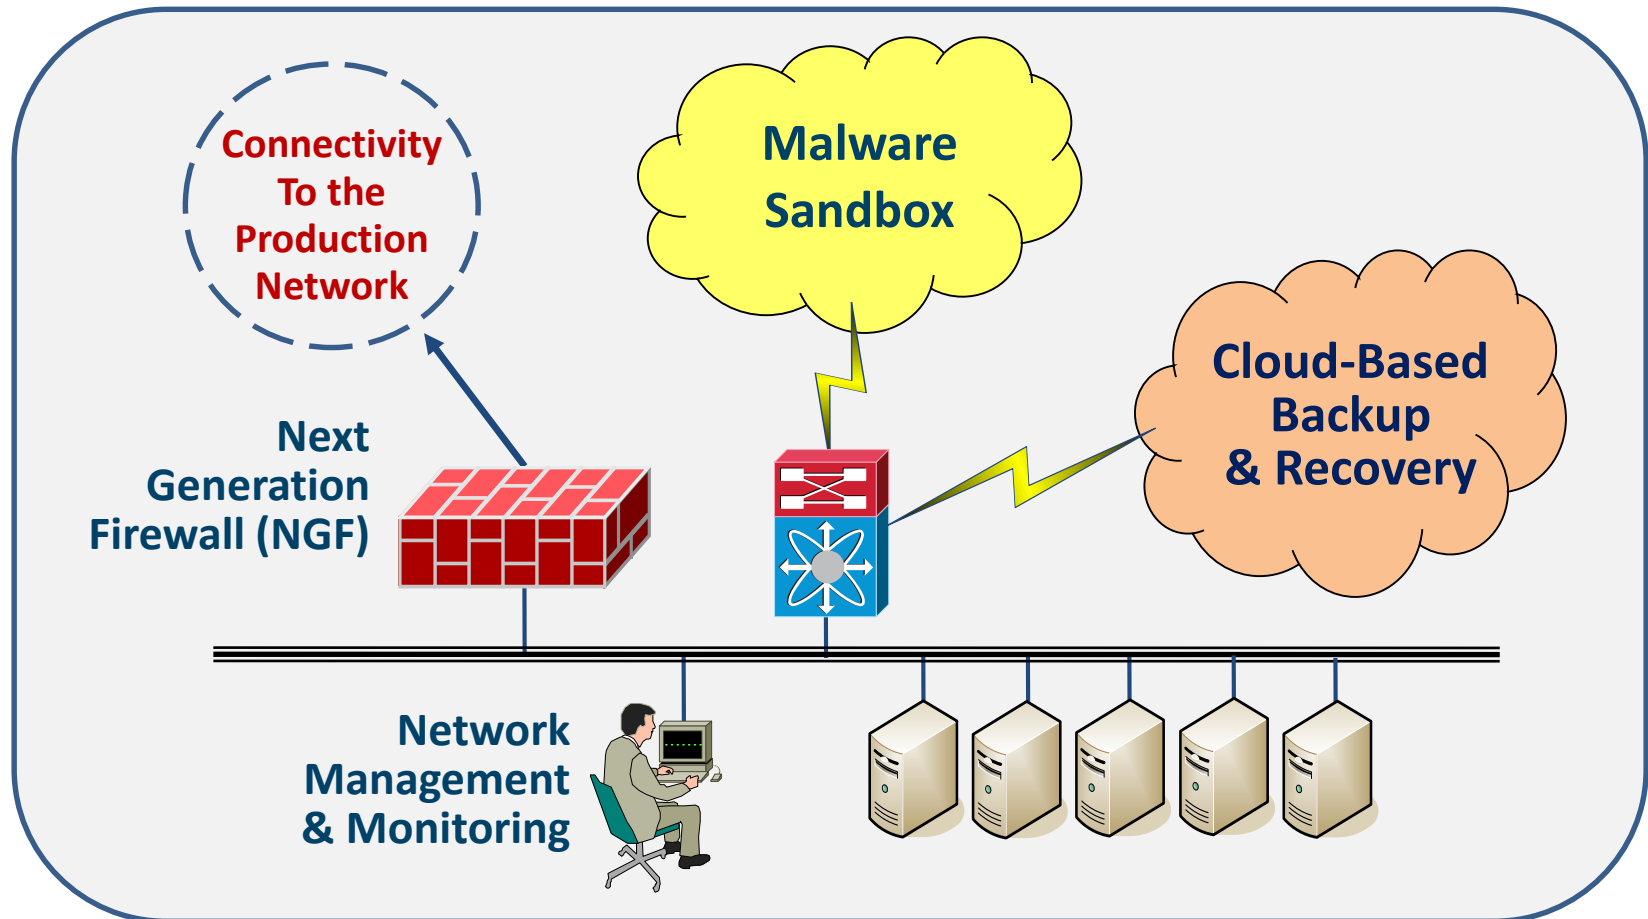 Connectivity
To the
Production
Network
Malware
Sandbox
Cloud-Based
Backup
& Recovery
Next
Generation
Firewall (NGF)
Network
Management
& Monitoring